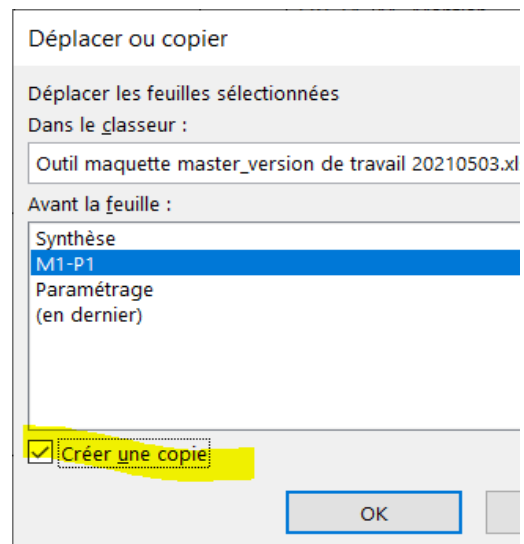 Déplacer ou copier
Déplacer les feuilles sélectionnées
Dans le classeur :
Outil maquette master_version de travail 20210503.xl
Avant la feuille :
Synthèse
M1-P1
Paramétrage
(en dernier)
Créer une copie
OK